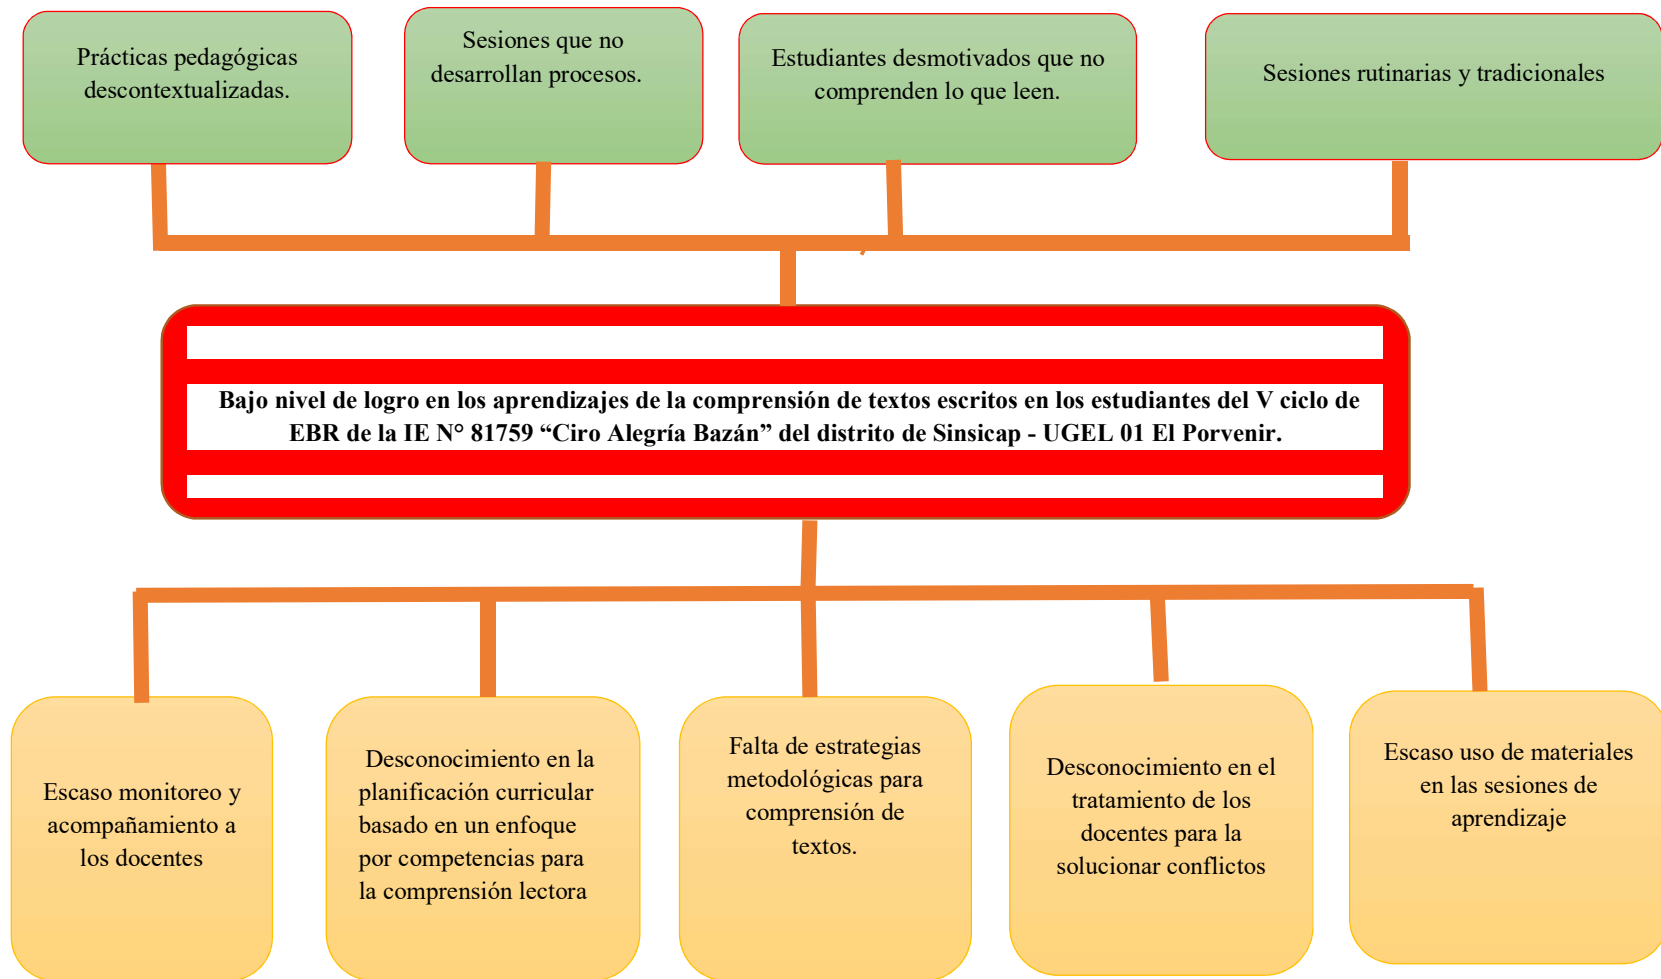 Prácticas pedagógicas
descontextualizadas.
Sesiones que no
desarrollan procesos.
Estudiantes desmotivados que no
comprenden lo que leen.
Sesiones rutinarias y tradicionales
Bajo nivel de logro en los aprendizajes de la comprensión de textos escritos en los estudiantes del V ciclo de
EBR de la IE N° 81759 “Ciro Alegría Bazán” del distrito de Sinsicap - UGEL 01 El Porvenir.
Escaso monitoreo y
acompañamiento a
los docentes
Desconocimiento en la
planificación curricular
basado en un enfoque
por competencias para
la comprensión lectora
Falta de estrategias
metodológicas para
comprensión de
textos.
Desconocimiento en el
tratamiento de los
docentes para la
solucionar conflictos
Escaso uso de materiales
en las sesiones de
aprendizaje